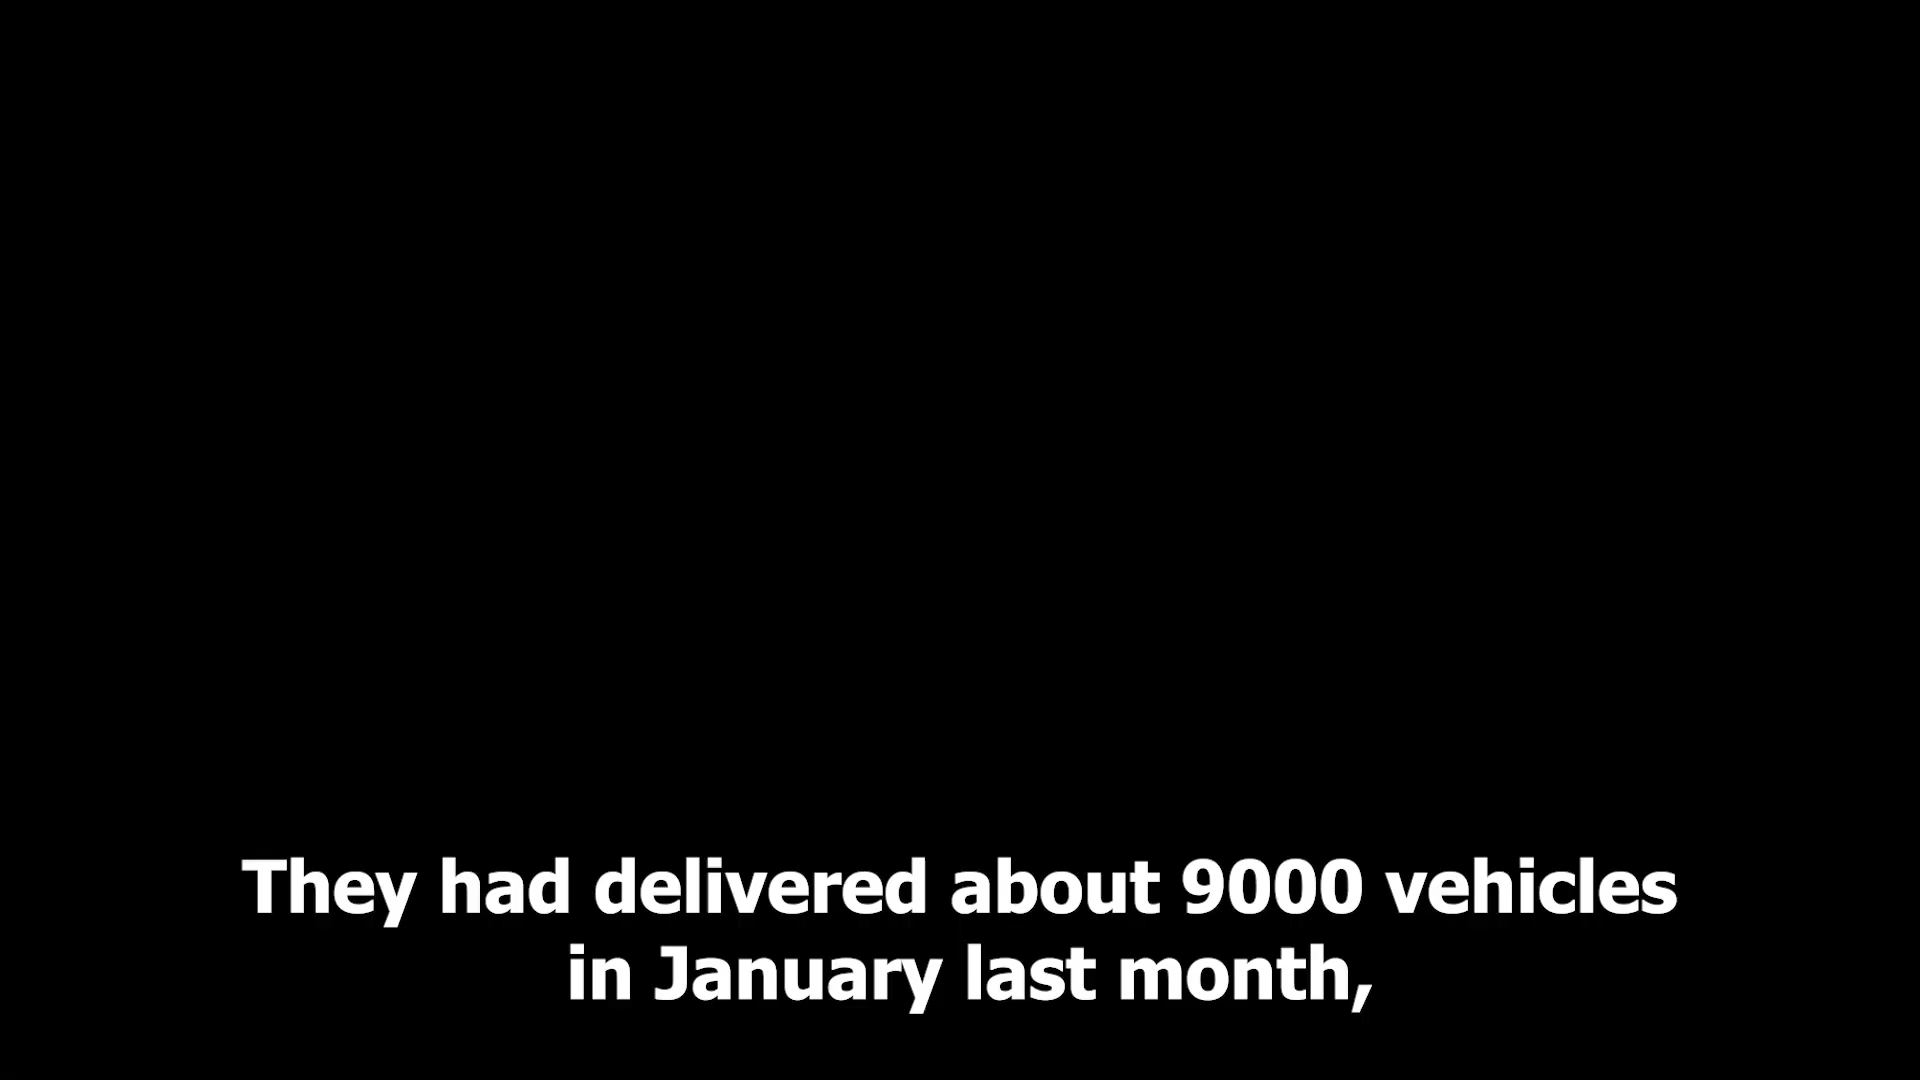 They had delivered about 9000 vehicles
in January last month,